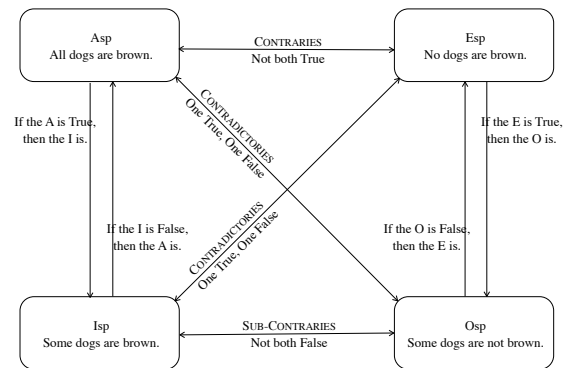 Asp
All dogs are brown.
CONTRARIES
Not both True
Esp
No dogs are brown.
If the A is True,
then the I is.
CONTRADICTORIES
One True, One False
If the E is True,
then the O is.
If the I is False,
then the A is.
CONTRADICTORIES
One True, One False
If the O is False,
then the E is.
Isp
Some dogs are brown.
SUB-CONTRARIES
Not both False
Osp
Some dogs are not brown.